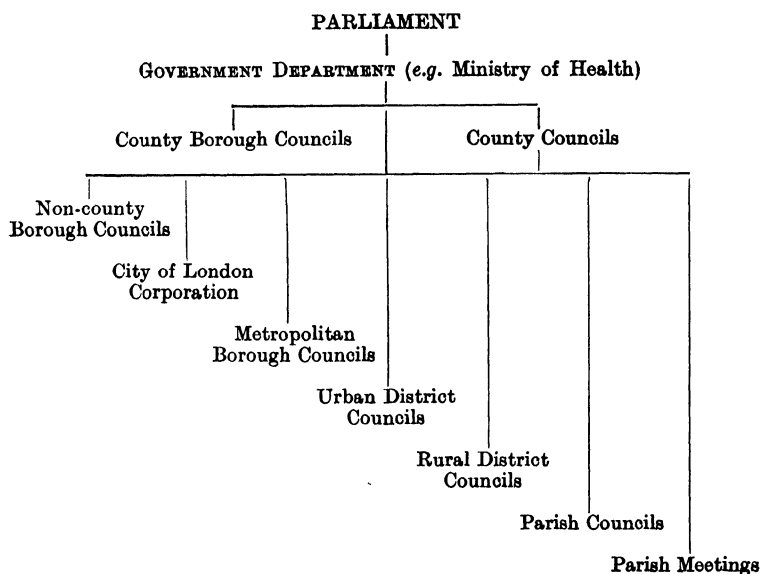 PARLIAMENT
GOVERNMENT DEPARTMENT (e.g. Ministry of Health)
County Borough Councils
County Councils
Non-county
Borough Councils
City of London
Corporation
Metropolitan
Borough Councils
Urban District
Councils
Rural District
Councils
Parish Councils
Parish Meetings